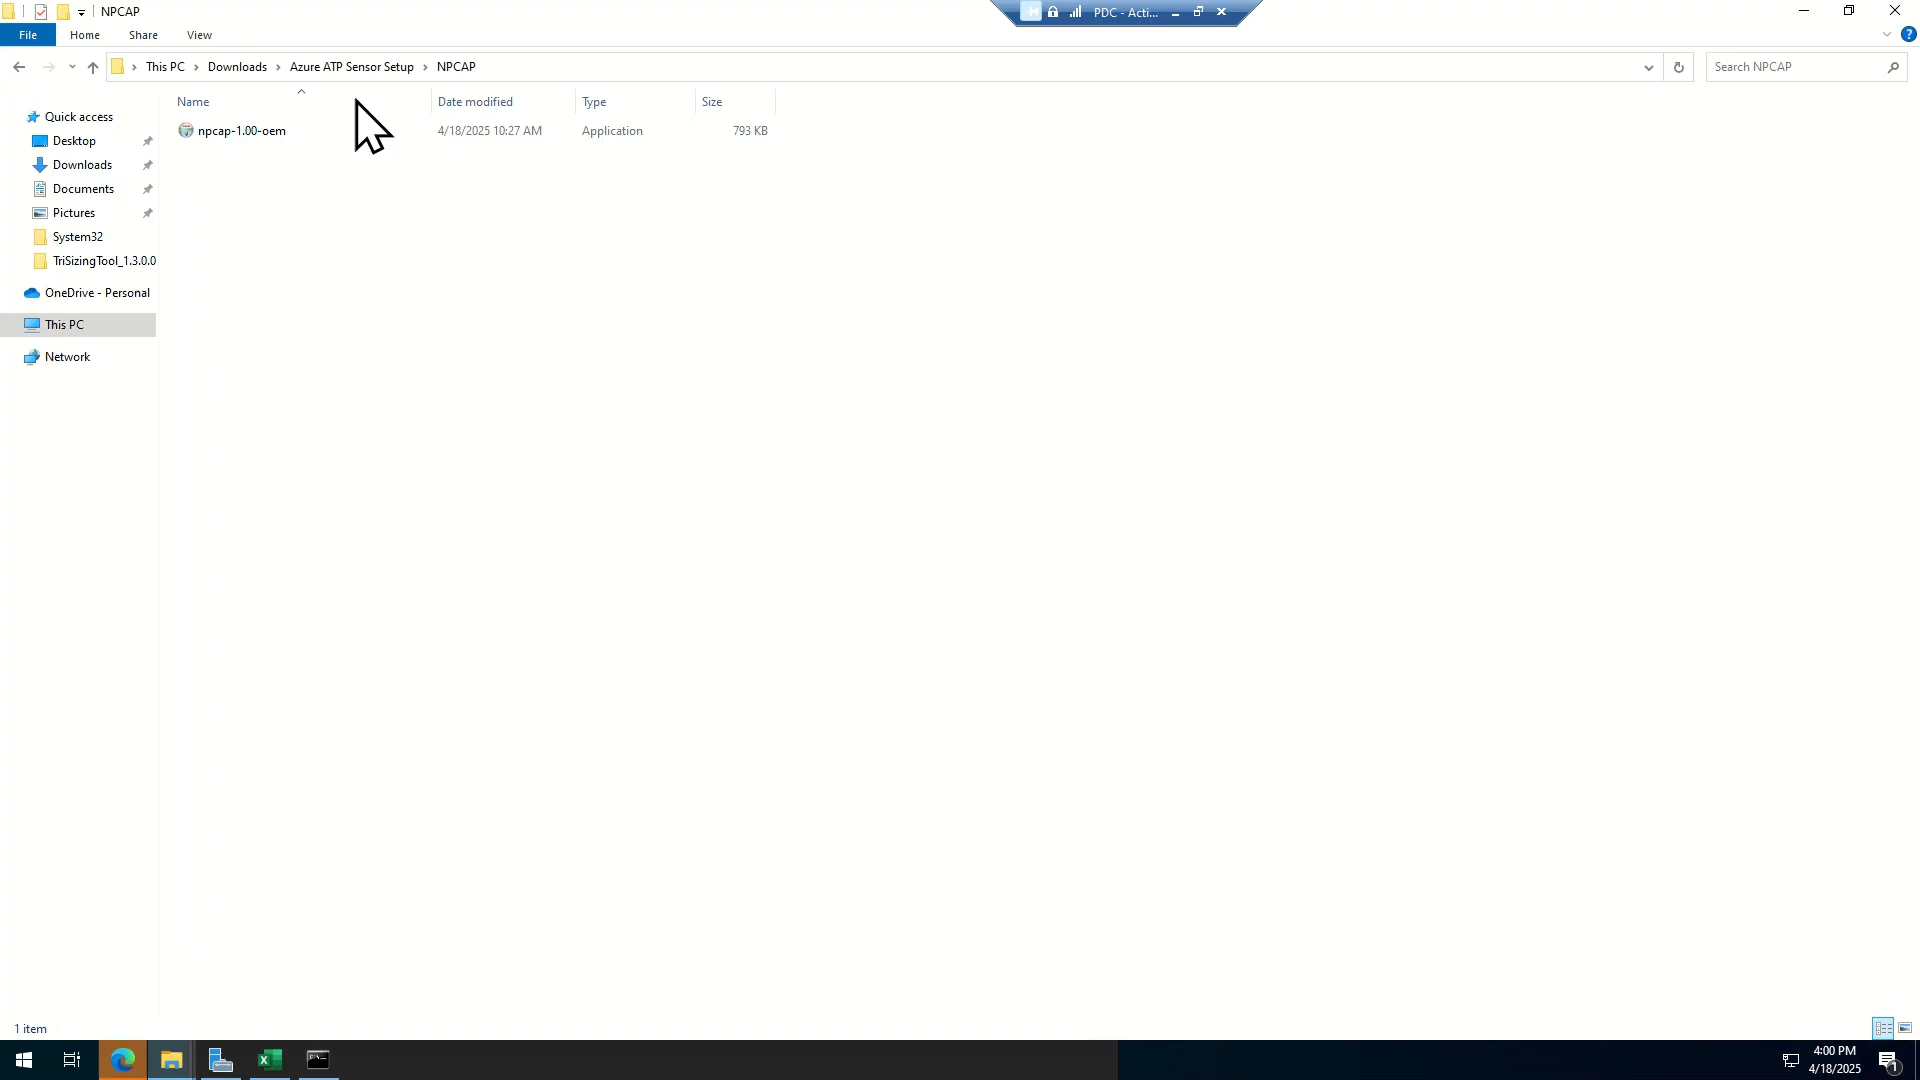 NPCAP
PDC - Acti...
File
Home
Share
View
This PC
Downloads
Azure ATP Sensor Setup
NPCAP
Search NPCAP
Name
Date modified
Type
Size
npcap-1.00-oem
4/18/2025 10:27 AM
Application
793 KB
Quick access
Desktop
Downloads
Documents
Pictures
System32
TriSizingTool_1.3.0.0
OneDrive - Personal
This PC
Network
1 item
4:00 PM
4/18/2025
1